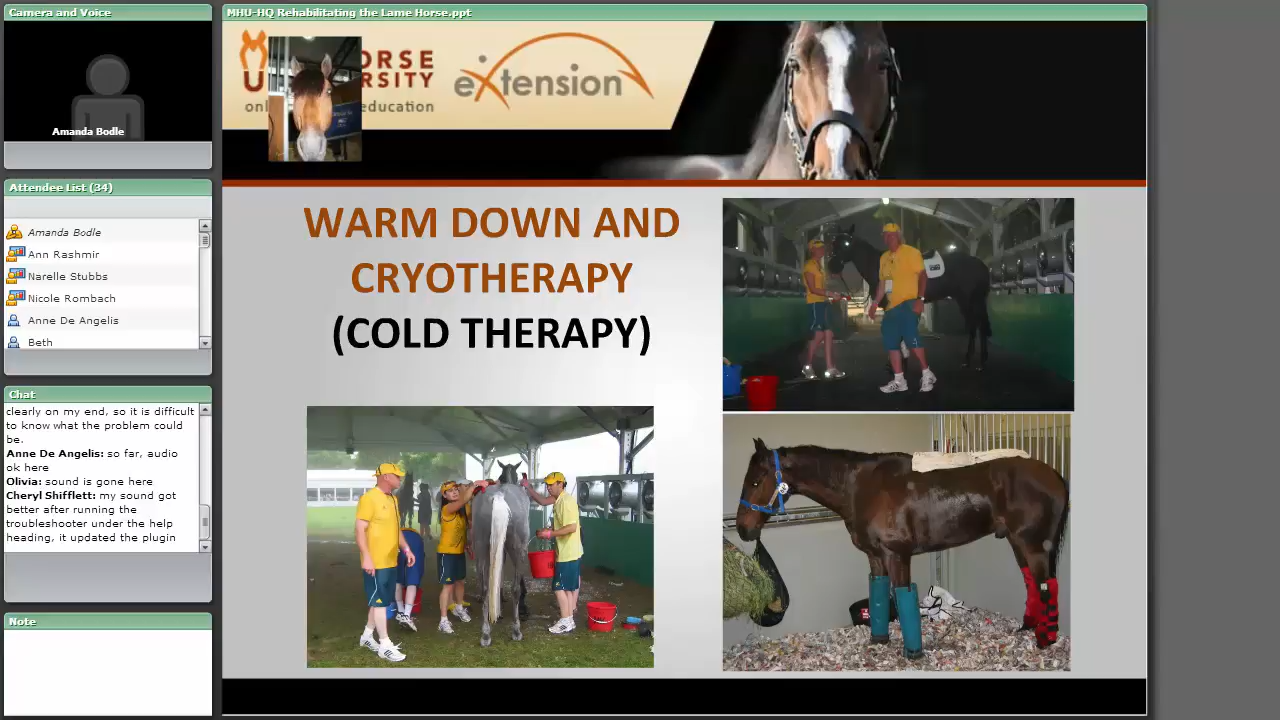 Camera and Voice
Amanda Bodle
Attendee List (34)
Amanda Bodle
Ann Rashmir
Narelle Stubbs
Nicole Rombach
Anne De Angelis
Beth
Chat
clearly on my end, so it is difficult
to know what the problem could
be.
Anne De Angelis: so far, audio
ok here
Olivia: sound is gone here
Cheryl Shifflett: my sound got
better after running the
troubleshooter under the help
heading, it updated the plugin
Note
MHU-HQ Rehabilitating the Lame Horse.ppt
eXtension
education
WARM DOWN AND
CRYOTHERAPY
(COLD THERAPY)